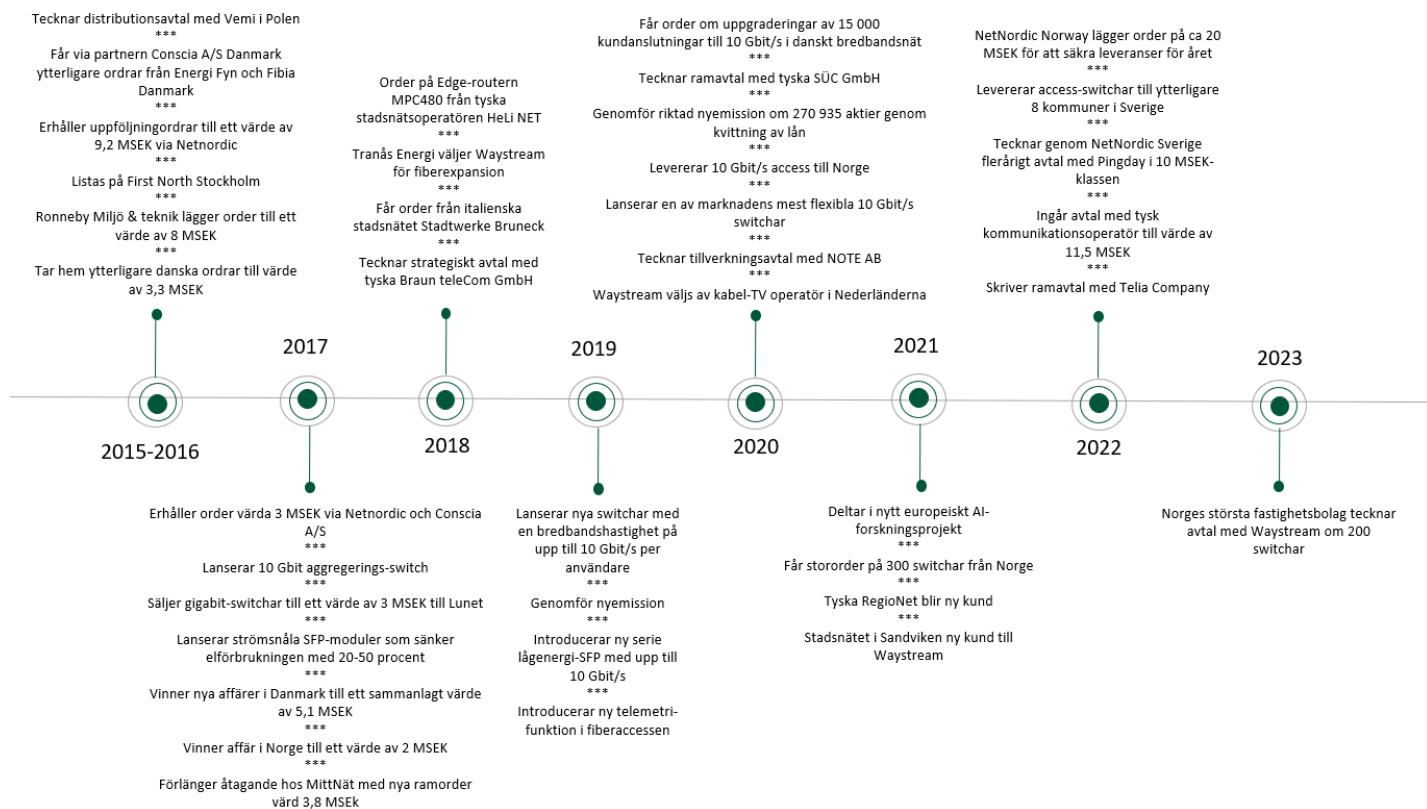 Tecknar distributionsavtal med Vemi i Polen
***
Får via partnern Conscia A/S Danmark
ytterligare ordrar från Energi Fyn och Fibia
Danmark
***
Erhåller uppföljningordrar till ett värde av
9,2 MSEK via Netnordic
***
Listas på First North Stockholm
***
Ronneby Miljö & teknik lägger order till ett
värde av 8 MSEK
***
Tar hem ytterligare danska ordrar till värde
av 3,3 MSEK
2015-2016
2017
Erhåller order värda 3 MSEK via Netnordic och Conscia
A/S
***
Lanserar 10 Gbit aggregerings-switch
***
Säljer gigabit-switchar till ett värde av 3 MSEK till Lunet
***
Lanserar strömsnåla SFP-moduler som sänker
elförbrukningen med 20-50 procent
***
Vinner nya affärer i Danmark till ett sammanlagt värde
av 5,1 MSEK
***
Vinner affär i Norge till ett värde av 2 MSEK
***
Förlänger åtagande hos MittNät med nya ramorder
värd 3,8 MSEk
Order på Edge-routern
MPC480 från tyska
stadsnätsoperatören HeLi NET
***
Tranås Energi väljer Waystream
för fiberexpansion
***
Får order från italienska
stadsnätet Stadtwerke Bruneck
***
Tecknar strategiskt avtal med
tyska Braun teleCom GmbH
2018
2019
Lanserar nya switchar med
en bredbandshastighet på
upp till 10 Gbit/s per
användare
***
Genomför nyemission
***
Introducerar ny serie
lågenergi-SFP med upp till
10 Gbit/s
***
Introducerar ny telemetri-
funktion i fiberaccessen
Får order om uppgraderingar av 15 000
kundanslutningar till 10 Gbit/s i danskt bredbandsnät
***
Tecknar ramavtal med tyska SÜC GmbH
***
Genomför riktad nyemission om 270 935 aktier genom
kvittning av lån
***
Levererar 10 Gbit/s access till Norge
***
Lanserar en av marknadens mest flexibla 10 Gbit/s
switchar
***
Tecknar tillverkningsavtal med NOTE AB
***
Waystream väljs av kabel-TV operatör i Nederländerna
2020
2021
Deltar i nytt europeiskt AI-
forskningsprojekt
***
Får stororder på 300 switchar från Norge
***
Tyska RegioNet blir ny kund
***
Stadsnätet i Sandviken ny kund till
Waystream
NetNordic Norway lägger order på ca 20
MSEK för att säkra leveranser för året
***
Levererar access-switchar till ytterligare
8 kommuner i Sverige
***
Tecknar genom NetNordic Sverige
flerårigt avtal med Pingday i 10 MSEK-
klassen
***
Ingår avtal med tysk
kommunikationsoperatör till värde av
11,5 MSEK
***
Skriver ramavtal med Telia Company
2022
2023
Norges största fastighetsbolag tecknar
avtal med Waystream om 200
switchar